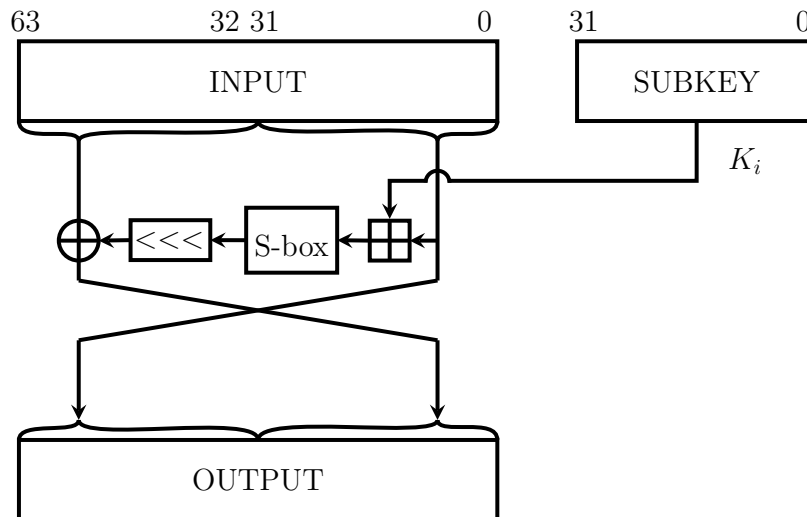 63 32 31 0 31 0
INPUT SUBKEY
K_i
<<< S-box
OUTPUT